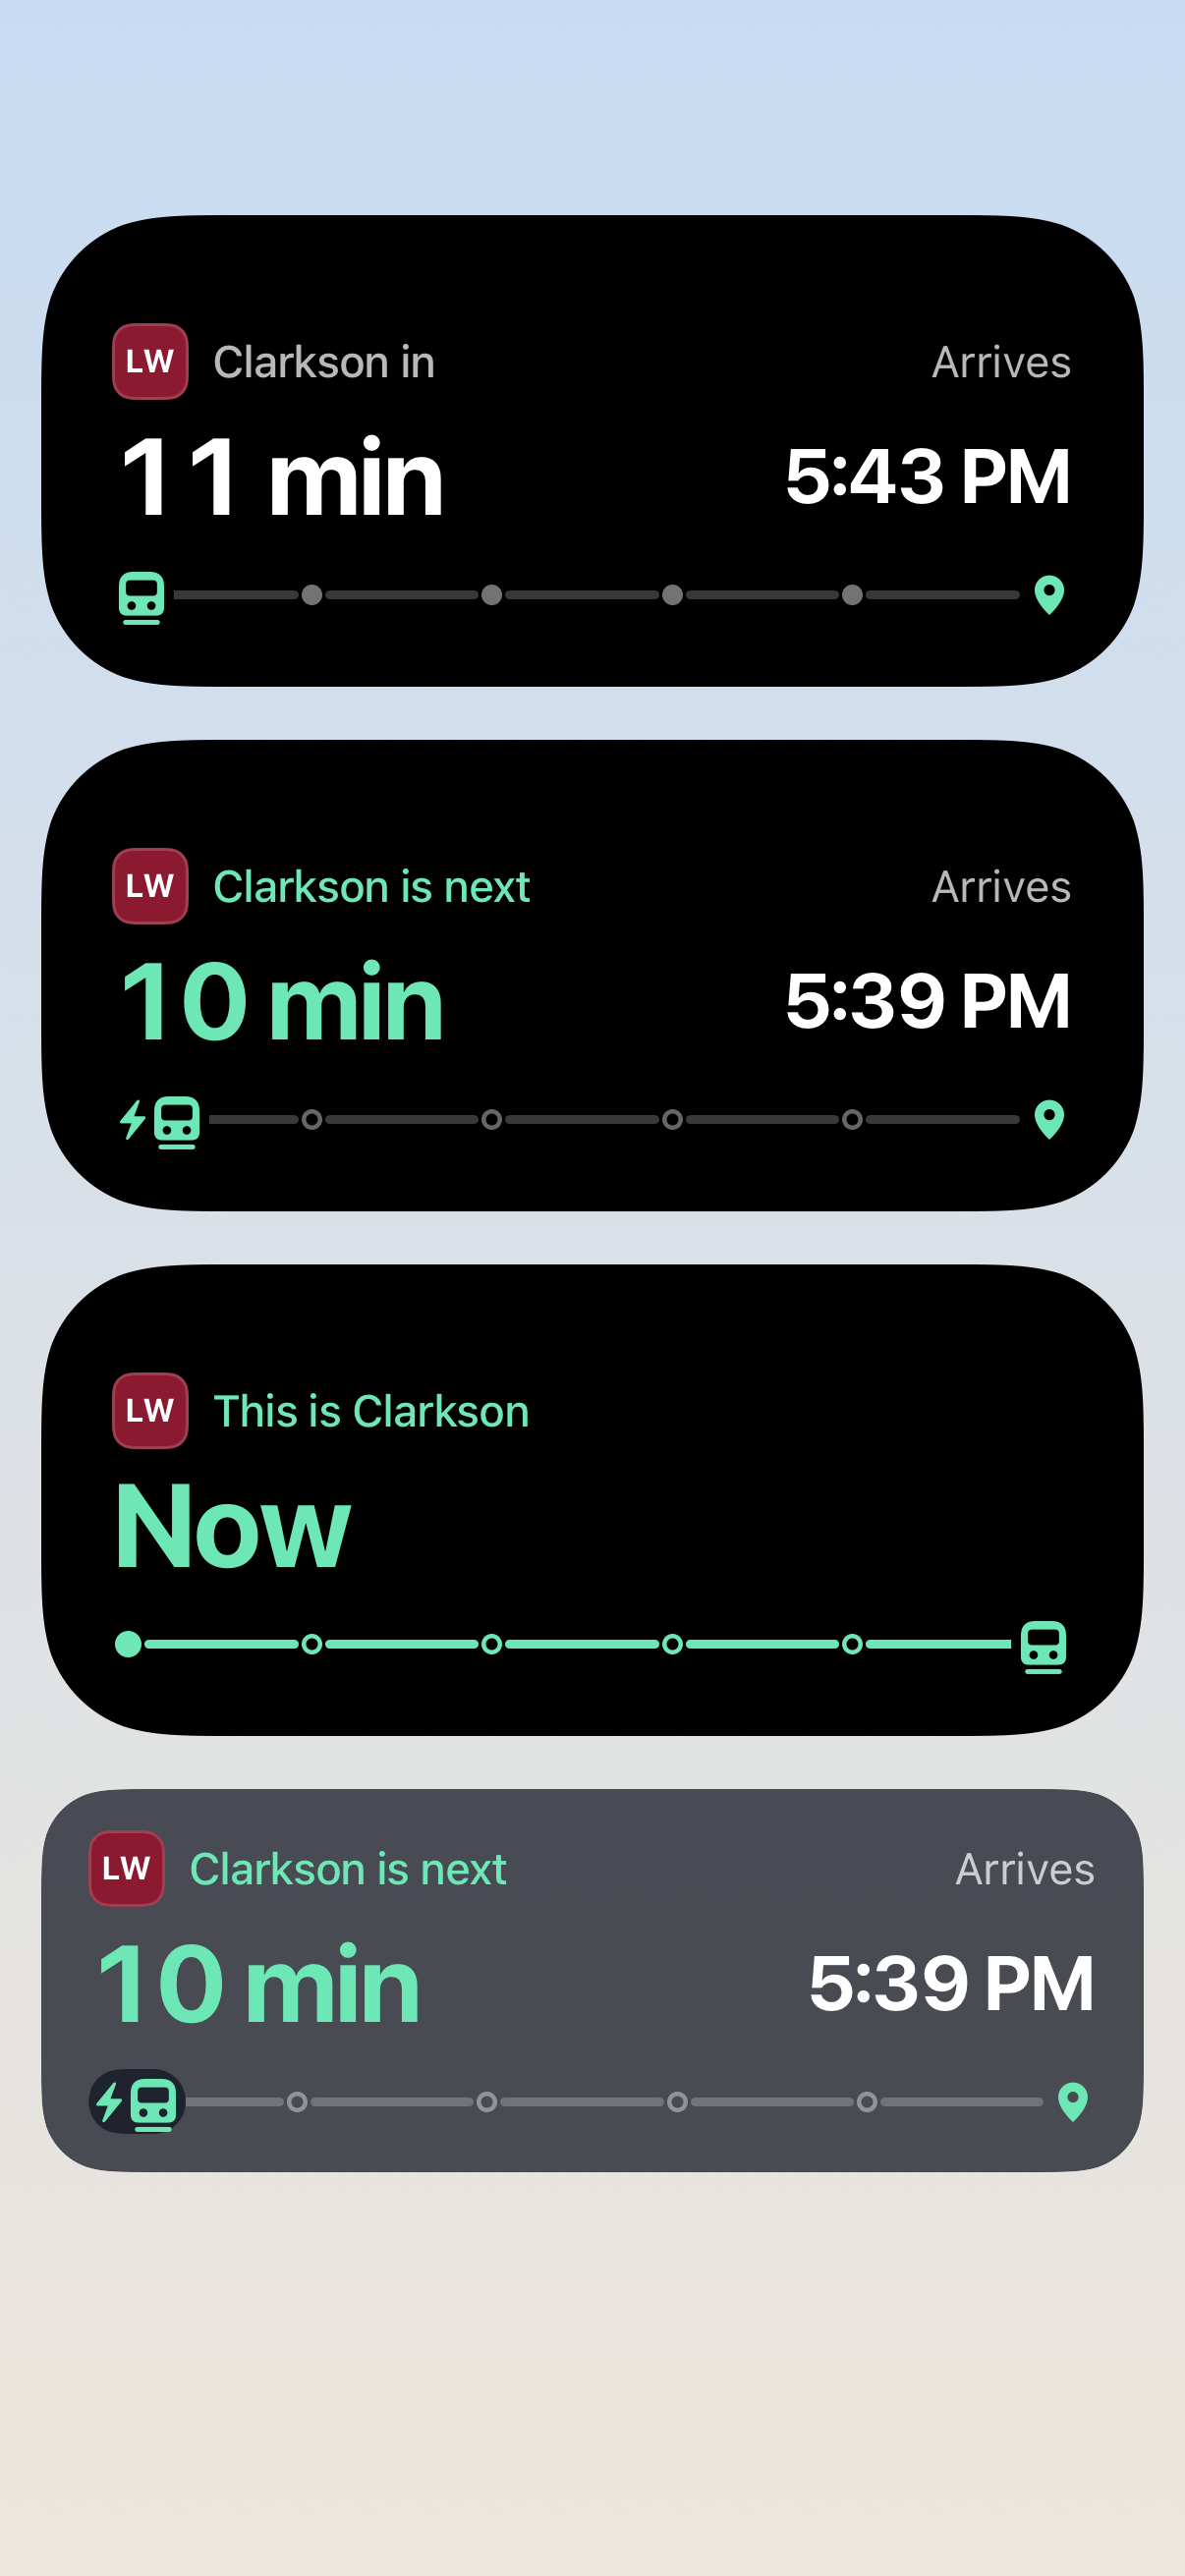 LW Clarkson in Arrives
11 min 5:43 PM
LW Clarkson is next Arrives
10 min 5:39 PM
LW This is Clarkson
Now
LW Clarkson is next Arrives
10 min 5:39 PM